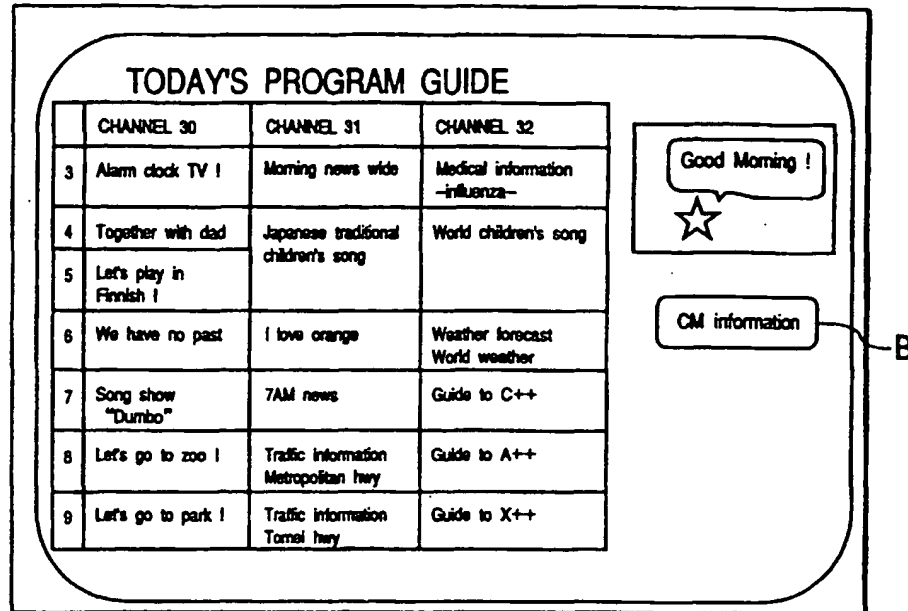 TODAY'S PROGRAM GUIDE
CHANNEL 30 CHANNEL 31 CHANNEL 32
3 Alarm clock TV ! Morning news wide Medical information
-influenza-
4 Together with dad Japanese traditional World children's song
children's song
5 Let's play in
Finnish !
6 We have no past I love orange Weather forecast
World weather
7 Song show 7AM news Guide to C++
"Dumbo"
8 Let's go to zoo ! Traffic information Guide to A++
Metropolitan hwy
9 Let's go to park ! Traffic information Guide to X++
Tomei hwy
Good Morning !
CM information
B